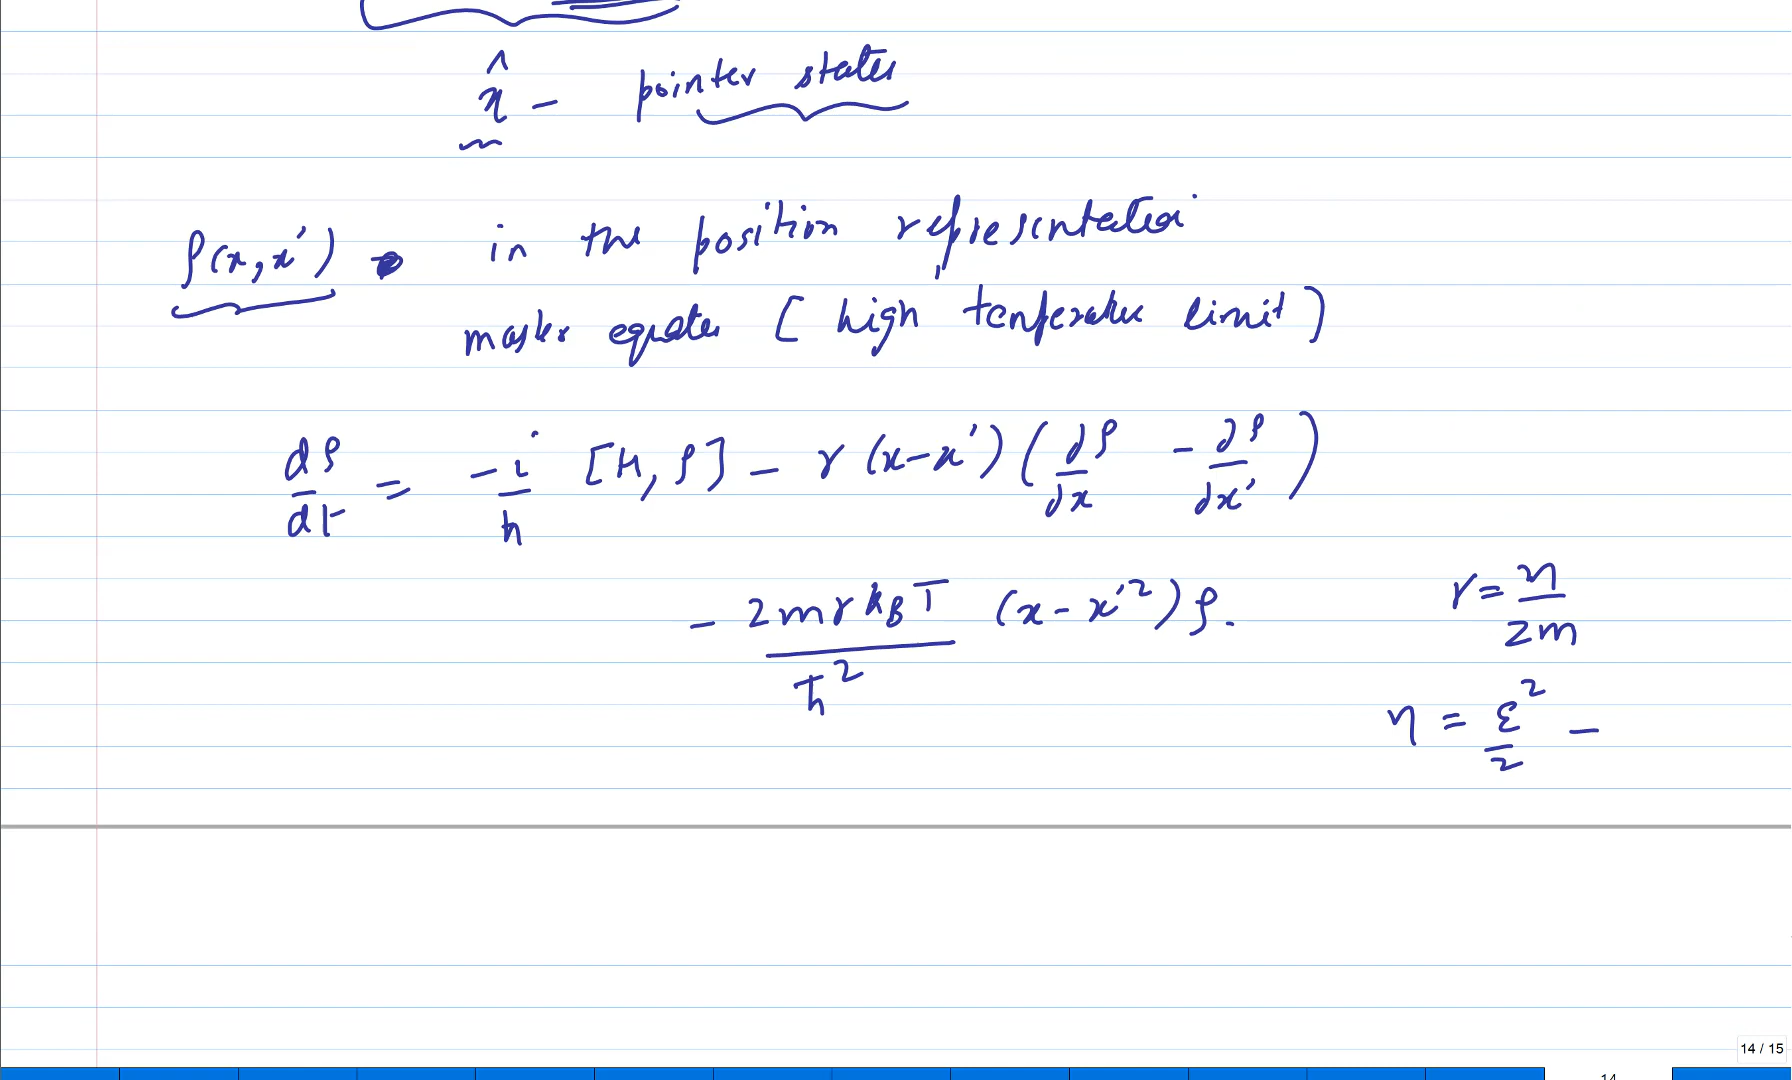 x̂ - pointer states
ρ(x, x') in the position representation
master equation [ high temperature limit )
dρ/dt = -i/ħ [H, ρ] - γ (x-x') ( ∂ρ/∂x - ∂ρ/∂x' )
- 2mγk_BT/ħ² (x - x'²) ρ.
γ = η/2m
η = ε²/2 -
14 / 15
14